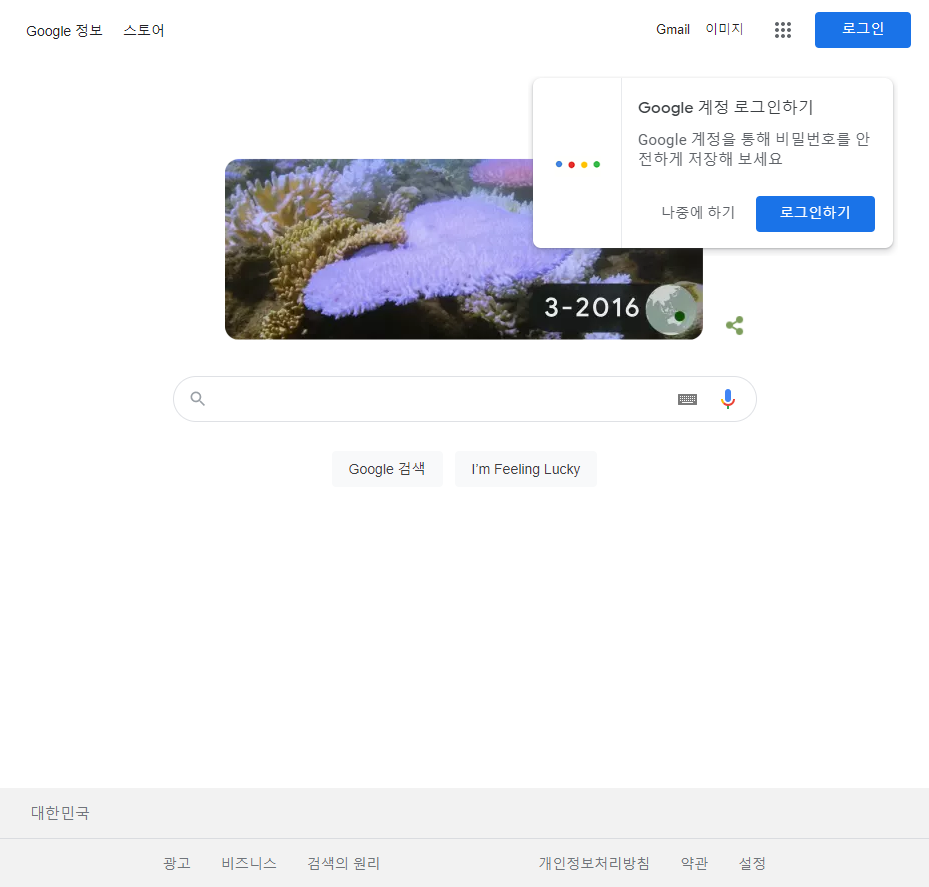 Google 정보 스토어 Gmail 이미지 로그인
Google 계정 로그인하기
Google 계정을 통해 비밀번호를 안
전하게 저장해 보세요
나중에 하기 로그인하기
3-2016
Google 검색 I'm Feeling Lucky
대한민국
광고 비즈니스 검색의 원리 개인정보처리방침 약관 설정